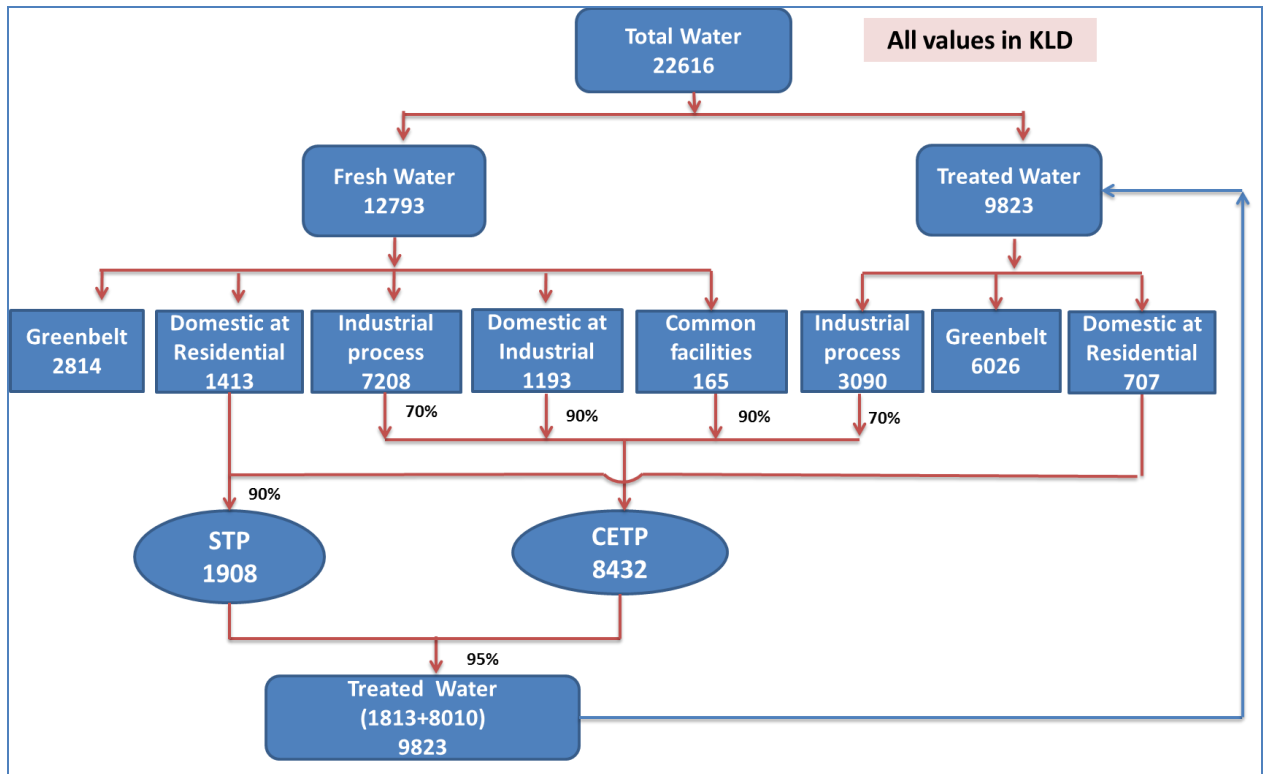 Total Water
22616
All values in KLD
Fresh Water
12793
Treated Water
9823
Greenbelt
2814
Domestic at
Residential
1413
Industrial
process
7208
Domestic at
Industrial
1193
Common
facilities
165
Industrial
process
3090
Greenbelt
6026
Domestic at
Residential
707
70%
90%
90%
70%
90%
STP
1908
CETP
8432
95%
Treated  Water
(1813+8010)
9823